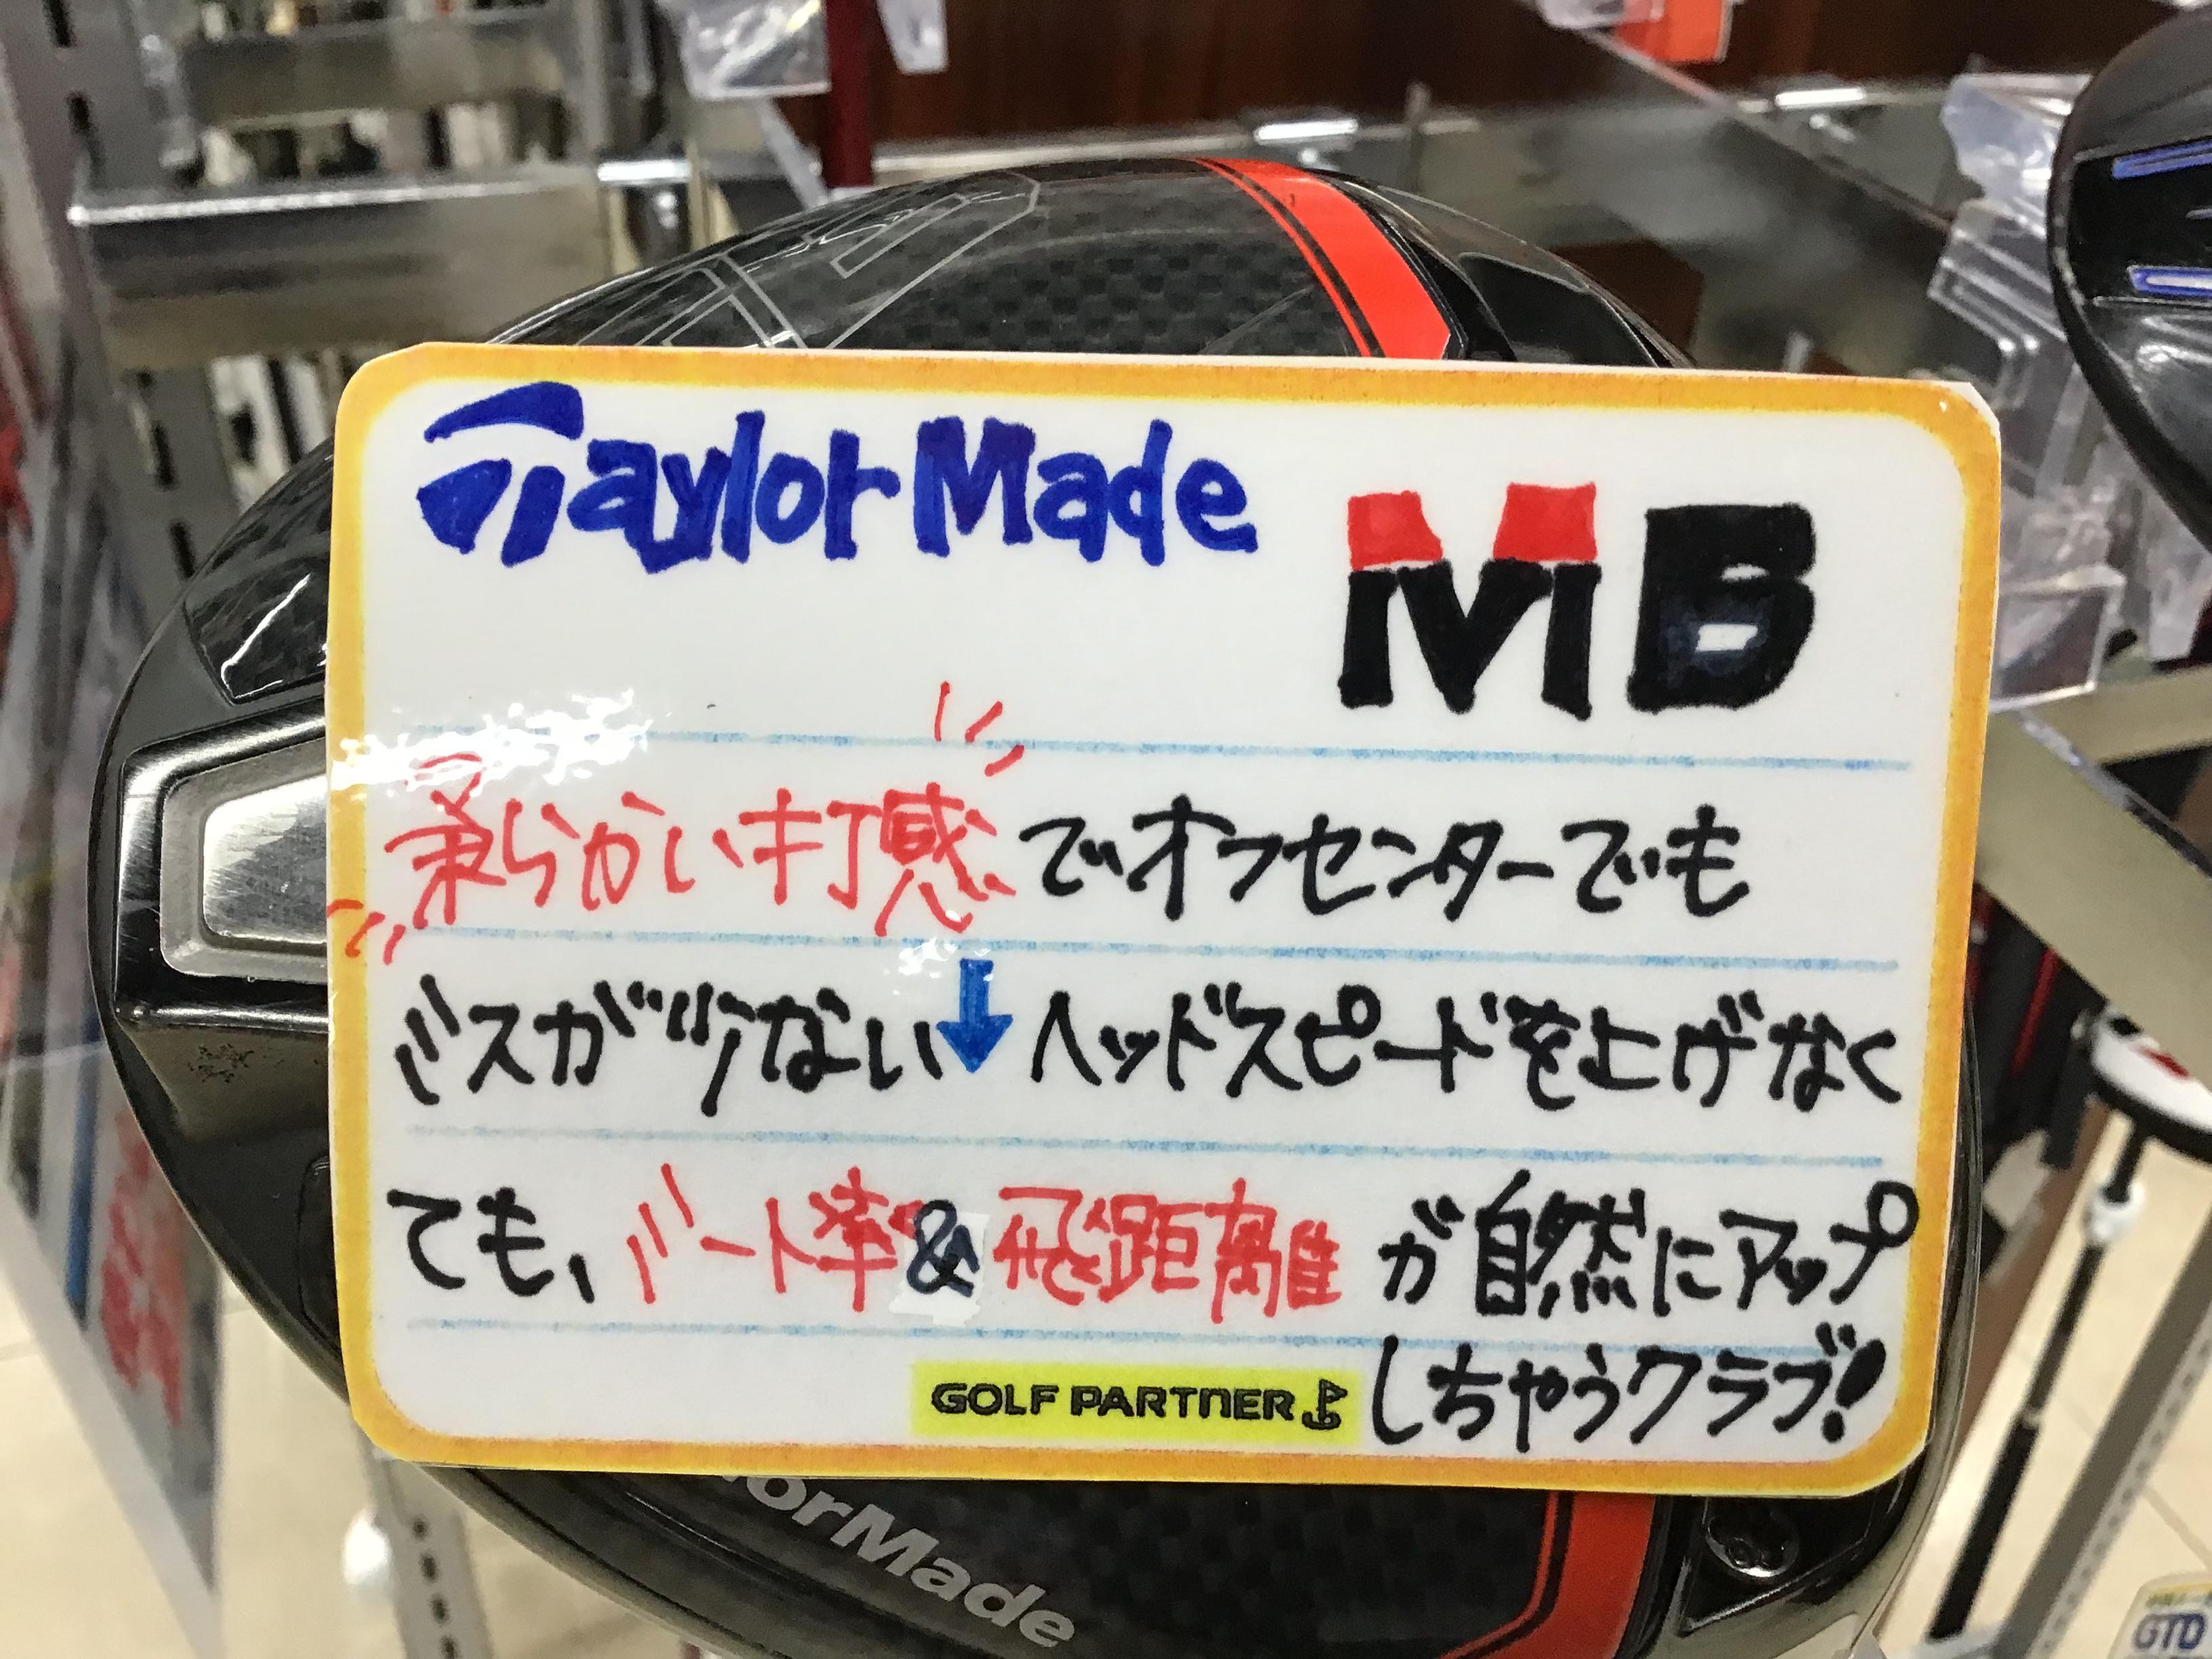 TaylorMade
M6
柔らかい打感でオフセンターでも
ミスが少ない↓ヘッドスピードを上げなく
ても、ミート率&飛距離が自然にアップ
しちゃうクラブ!
GOLF PARTNER
lorMade
GTD